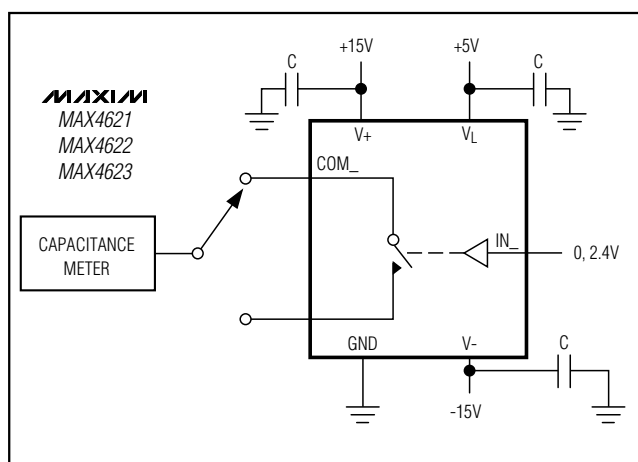 +15V
+5V
C
C
MAXIM
MAX4621
MAX4622
MAX4623
V+
VL
COM_
CAPACITANCE
METER
IN_
0, 2.4V
GND
V-
C
-15V